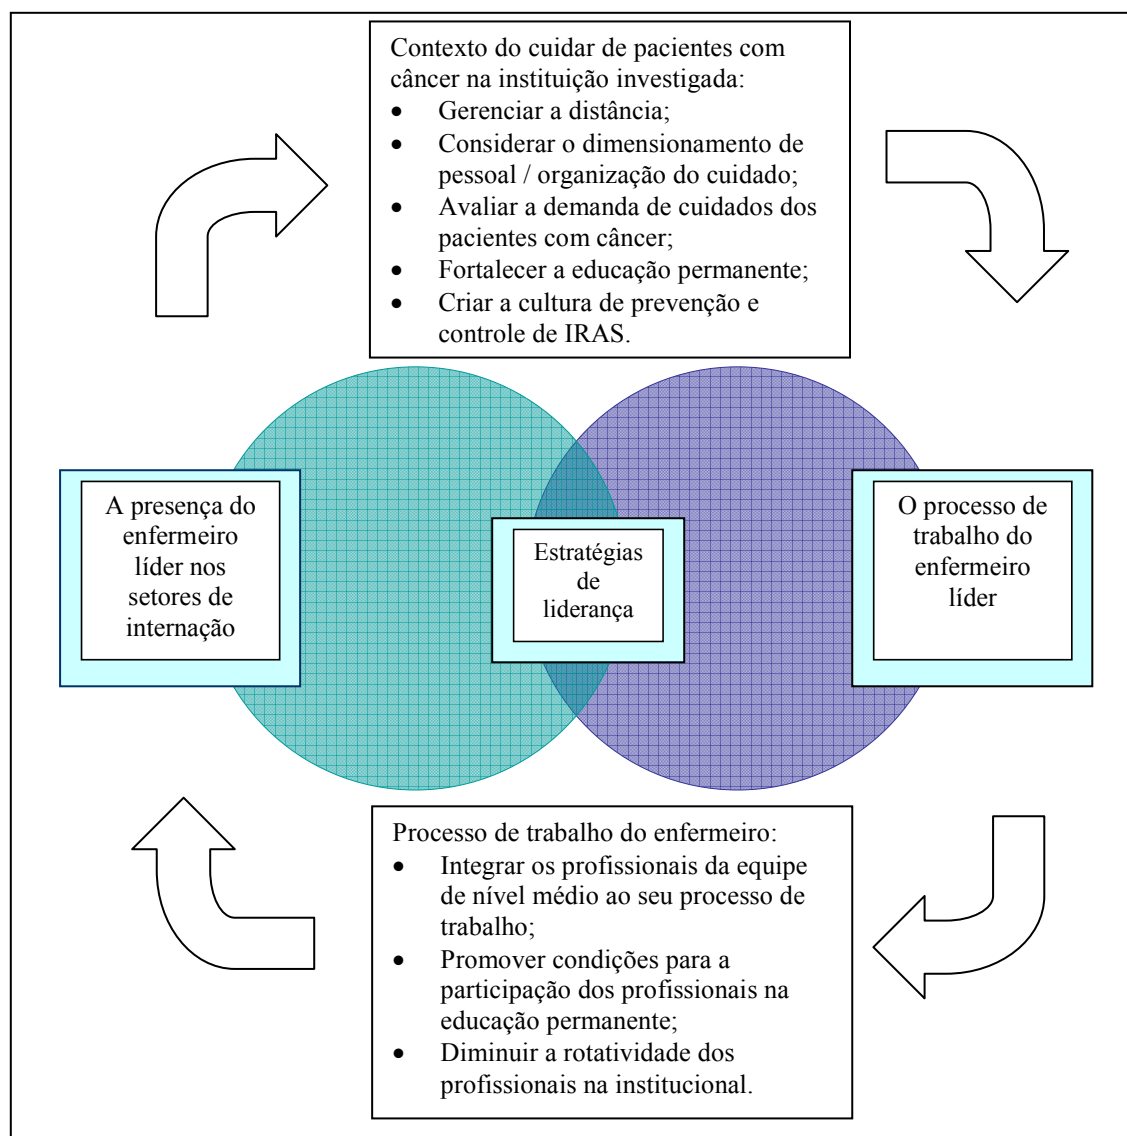 Contexto do cuidar de pacientes com
câncer na instituição investigada:
• Gerenciar a distância;
• Considerar o dimensionamento de
pessoal / organização do cuidado;
• Avaliar a demanda de cuidados dos
pacientes com câncer;
• Fortalecer a educação permanente;
• Criar a cultura de prevenção e
controle de IRAS.
A presença do
enfermeiro
líder nos
setores de
internação
Estratégias
de
liderança
O processo de
trabalho do
enfermeiro
líder
Processo de trabalho do enfermeiro:
• Integrar os profissionais da equipe
de nível médio ao seu processo de
trabalho;
• Promover condições para a
participação dos profissionais na
educação permanente;
• Diminuir a rotatividade dos
profissionais na institucional.